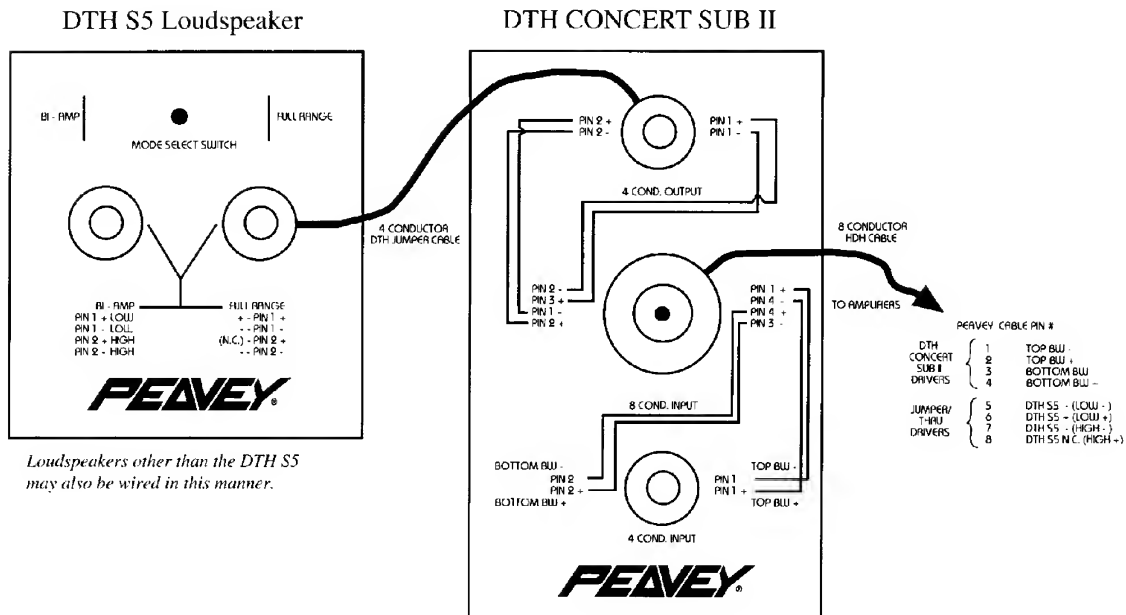 DTH S5 Loudspeaker
BI - AMP
FULL RANGE
MODE SELECT SWITCH
BI - AMP
PIN 1 + LOW
PIN 1 - LOW
PIN 2 + HIGH
PIN 2 - HIGH
FULL RANGE
+ - PIN 1 +
- - PIN 1 -
(N.C.) - PIN 2 +
- - PIN 2 -
PEAVEY®
Loudspeakers other than the DTH S5
may also be wired in this manner.
4 CONDUCTOR
DTH JUMPER CABLE
DTH CONCERT SUB II
PIN 2 +
PIN 2 -
PIN 1 +
PIN 1 -
4 COND. OUTPUT
PIN 2 -
PIN 3 +
PIN 1 -
PIN 2 +
PIN 1 +
PIN 4 -
PIN 4 +
PIN 3 -
8 COND. INPUT
BOTTOM BW -
PIN 2
PIN 2 +
BOTTOM BW +
TOP BW -
PIN 1
PIN 1 +
TOP BW +
4 COND. INPUT
PEAVEY®
8 CONDUCTOR
HDH CABLE
TO AMPLIFIERS
PEAVEY CABLE PIN #
DTH
CONCERT
SUB II
DRIVERS
1 TOP BW -
2 TOP BW +
3 BOTTOM BW
4 BOTTOM BW -
JUMPER/
THRU
DRIVERS
5 DTH S5 - (LOW -)
6 DTH S5 + (LOW +)
7 DTH S5 - (HIGH -)
8 DTH S5 N.C. (HIGH +)